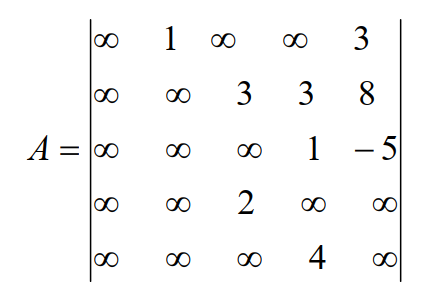 ∞ 1 ∞ ∞ 3
∞ ∞ 3 3 8
A = ∞ ∞ ∞ 1 −5
∞ ∞ 2 ∞ ∞
∞ ∞ ∞ 4 ∞